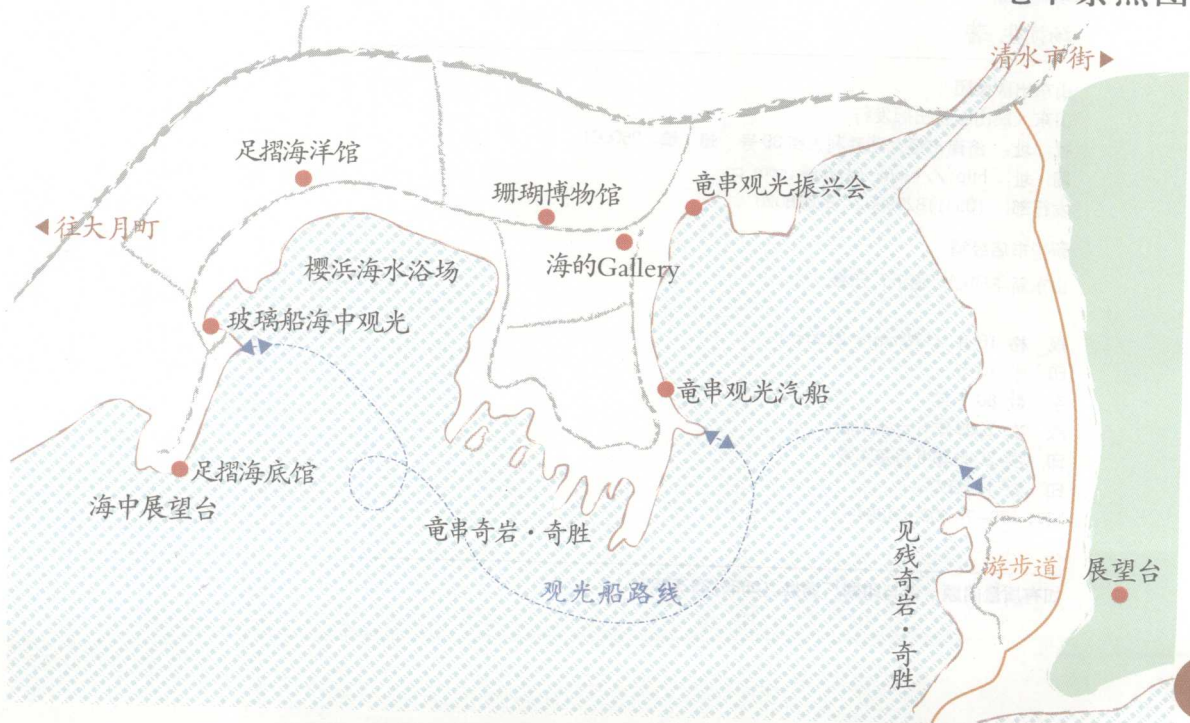 清水市街▶
足摺海洋馆
珊瑚博物馆
竜串观光振兴会
◀往大月町
海的Gallery
樱浜海水浴场
玻璃船海中观光
竜串观光汽船
足摺海底馆
海中展望台
竜串奇岩·奇胜
见残奇岩·奇胜
游步道
展望台
观光船路线